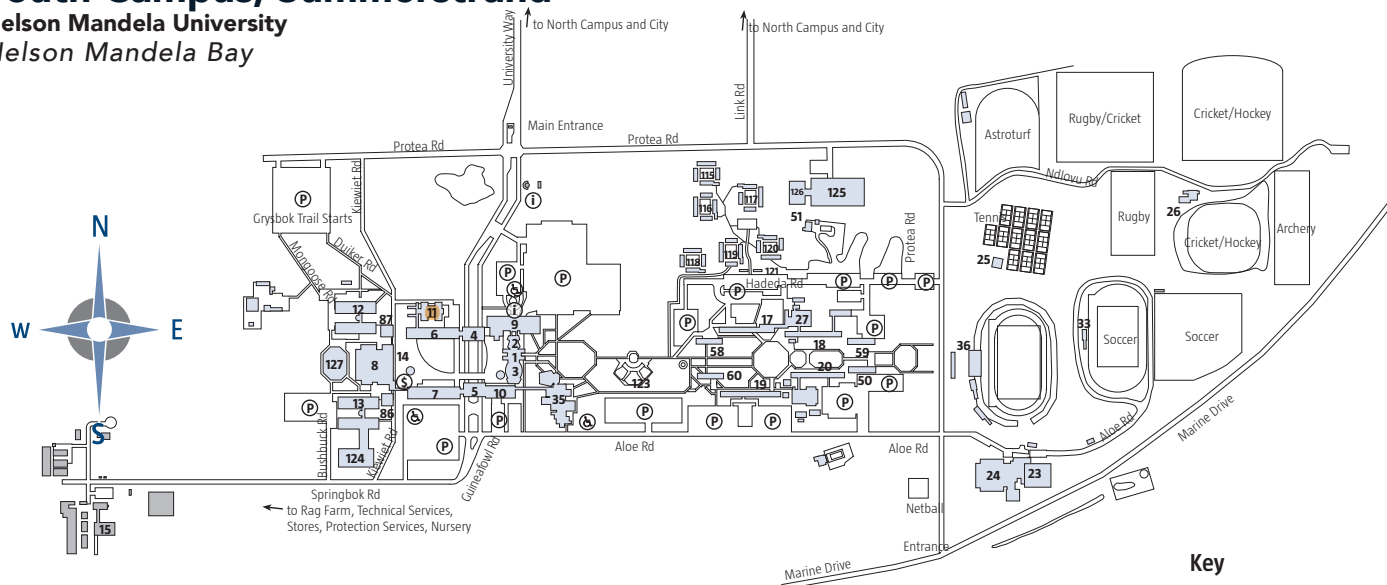 South Campus, Summerstrand
Nelson Mandela University
Nelson Mandela Bay
to North Campus and City
to North Campus and City
University Way
Link Rd
Main Entrance
Protea Rd
Protea Rd
Astroturf
Rugby/Cricket
Cricket/Hockey
Kiewiet Rd
P
Grysbok Trail Starts
i
115
117
116
126
125
51
Ndlovu Rd
Tennis
Rugby
26
Cricket/Hockey
Archery
25
Protea Rd
N
W
E
S
Mongoose Rd
Duiker Rd
118
119
120
121
Hadeda Rd
P
P
P
P
P
P
i
12
87
11
9
6
4
2
1
3
P
17
27
P
18
58
59
127
8
14
$
7
5
10
35
123
60
19
20
50
P
36
33
Soccer
Soccer
13
86
P
P
P
P
P
P
P
Bushbuck Rd
Kiewiet Rd
124
Guineafowl Rd
Aloe Rd
Aloe Rd
Aloe Rd
Marine Drive
24
23
Springbok Rd
to Rag Farm, Technical Services,
Stores, Protection Services, Nursery
15
Netball
Entrance
Marine Drive
Key